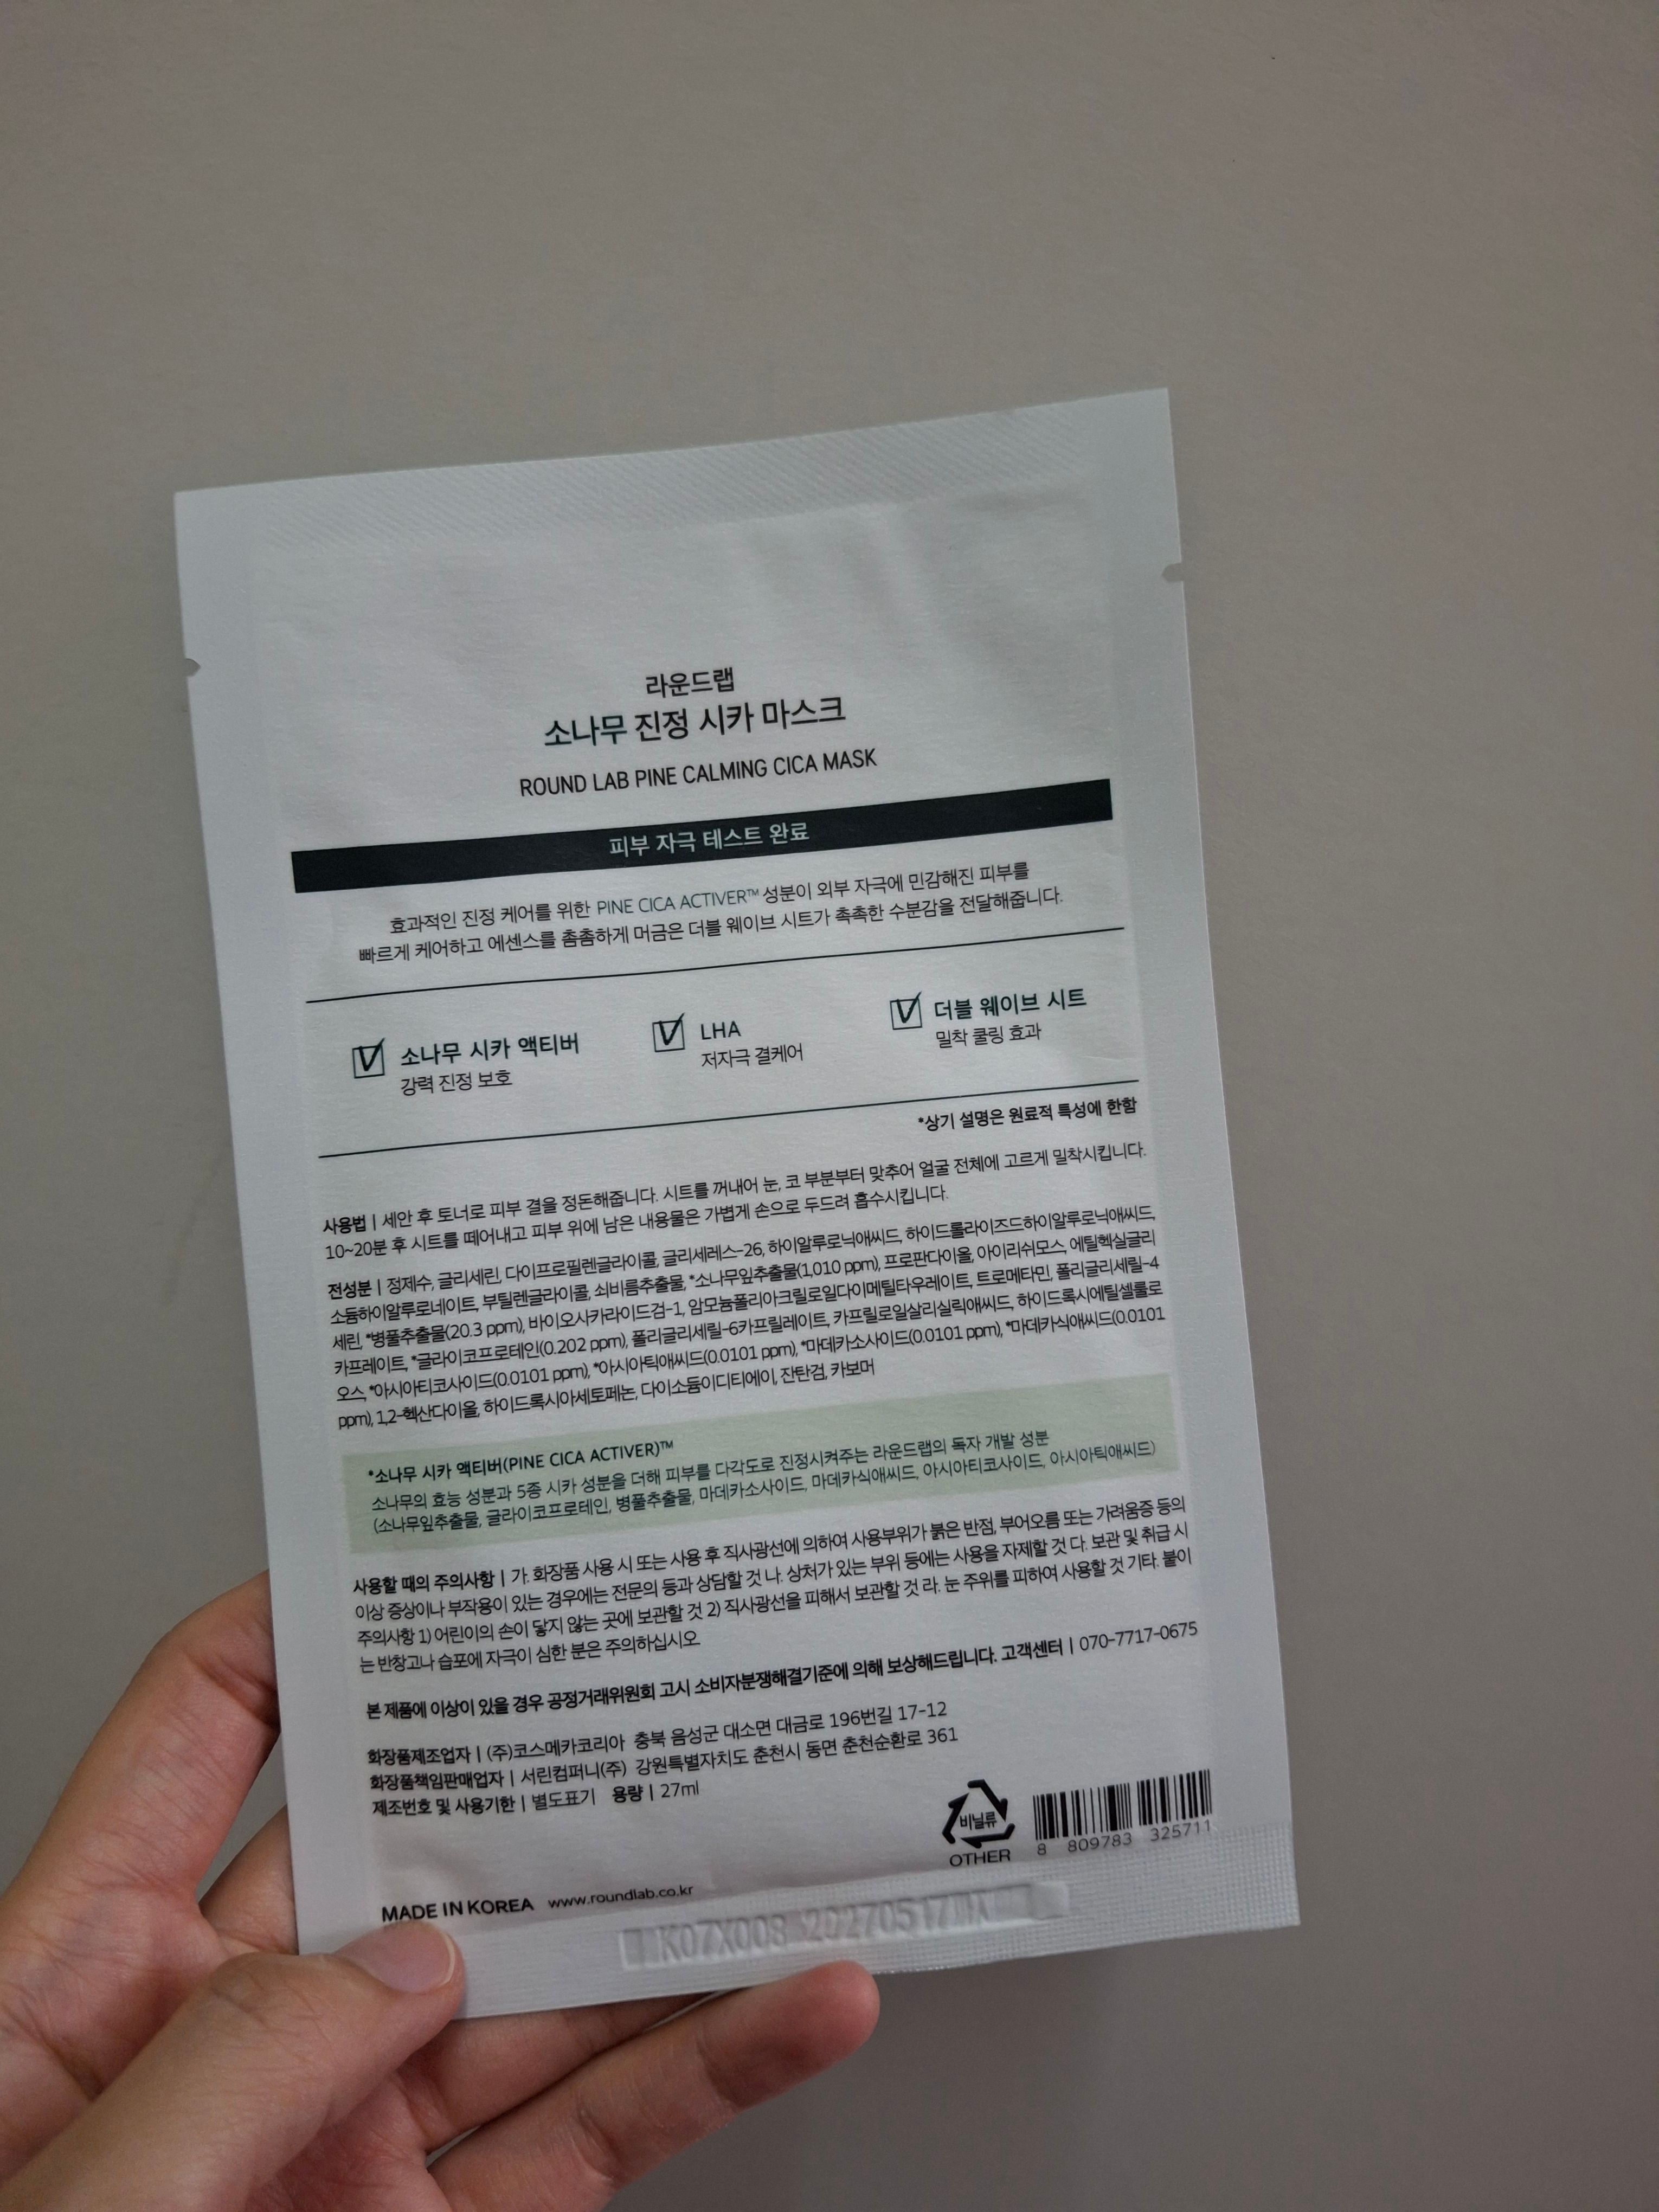 라운드랩
소나무 진정 시카 마스크
ROUND LAB PINE CALMING CICA MASK
피부 자극 테스트 완료
효과적인 진정 케어를 위한 PINE CICA ACTIVER™ 성분이 외부 자극에 민감해진 피부를
빠르게 케어하고 에센스를 촘촘하게 머금은 더블 웨이브 시트가 촉촉한 수분감을 전달해줍니다.
소나무 시카 액티버
강력 진정 보호
LHA
저자극 결케어
더블 웨이브 시트
밀착 쿨링 효과
*상기 설명은 원료적 특성에 한함
사용법 | 세안 후 토너로 피부 결을 정돈해줍니다. 시트를 꺼내어 눈, 코 부분부터 맞추어 얼굴 전체에 고르게 밀착시킵니다.
10~20분 후 시트를 떼어내고 피부 위에 남은 내용물은 가볍게 손으로 두드려 흡수시킵니다.
전성분 | 정제수, 글리세린, 다이프로필렌글라이콜, 글리세레스-26, 하이알루로닉애씨드, 하이드롤라이즈드하이알루로닉애씨드,
소듐하이알루로네이트, 부틸렌글라이콜, 쇠비름추출물, *소나무잎추출물(1,010 ppm), 프로판다이올, 아이리쉬모스, 에틸헥실글리
세린, *병풀추출물(20.3 ppm), 바이오사카라이드검-1, 암모늄폴리아크릴로일다이메틸타우레이트, 트로메타민, 폴리글리세릴-4
카프레이트, *글라이코프로테인(0.202 ppm), 폴리글리세릴-6카프릴레이트, 카프릴로일살리실릭애씨드, 하이드록시에틸셀룰로
오스, *아시아티코사이드(0.0101 ppm), *아시아틱애씨드(0.0101 ppm), *마데카소사이드(0.0101 ppm), *마데카식애씨드(0.0101
ppm), 1,2-헥산다이올, 하이드록시아세토페논, 다이소듐이디티에이, 잔탄검, 카보머
*소나무 시카 액티버(PINE CICA ACTIVER)™
소나무의 효능 성분과 5종 시카 성분을 더해 피부를 다각도로 진정시켜주는 라운드랩의 독자 개발 성분
(소나무잎추출물, 글라이코프로테인, 병풀추출물, 마데카소사이드, 마데카식애씨드, 아시아티코사이드, 아시아틱애씨드)
사용할 때의 주의사항 | 가. 화장품 사용 시 또는 사용 후 직사광선에 의하여 사용부위가 붉은 반점, 부어오름 또는 가려움증 등의
이상 증상이나 부작용이 있는 경우에는 전문의 등과 상담할 것 나. 상처가 있는 부위 등에는 사용을 자제할 것 다. 보관 및 취급 시
주의사항 1) 어린이의 손이 닿지 않는 곳에 보관할 것 2) 직사광선을 피해서 보관할 것 라. 눈 주위를 피하여 사용할 것 기타. 붙이
는 반창고나 습포에 자극이 심한 분은 주의하십시오.
본 제품에 이상이 있을 경우 공정거래위원회 고시 소비자분쟁해결기준에 의해 보상해드립니다. 고객센터 | 070-7717-0675
화장품제조업자 | (주)코스메카코리아 충북 음성군 대소면 대금로 196번길 17-12
화장품책임판매업자 | 서린컴퍼니(주) 강원특별자치도 춘천시 동면 춘천순환로 361
제조번호 및 사용기한 | 별도표기 용량 | 27ml
비닐류
OTHER
8 809783 325711
MADE IN KOREA www.roundlab.co.kr
K07X008 20270517